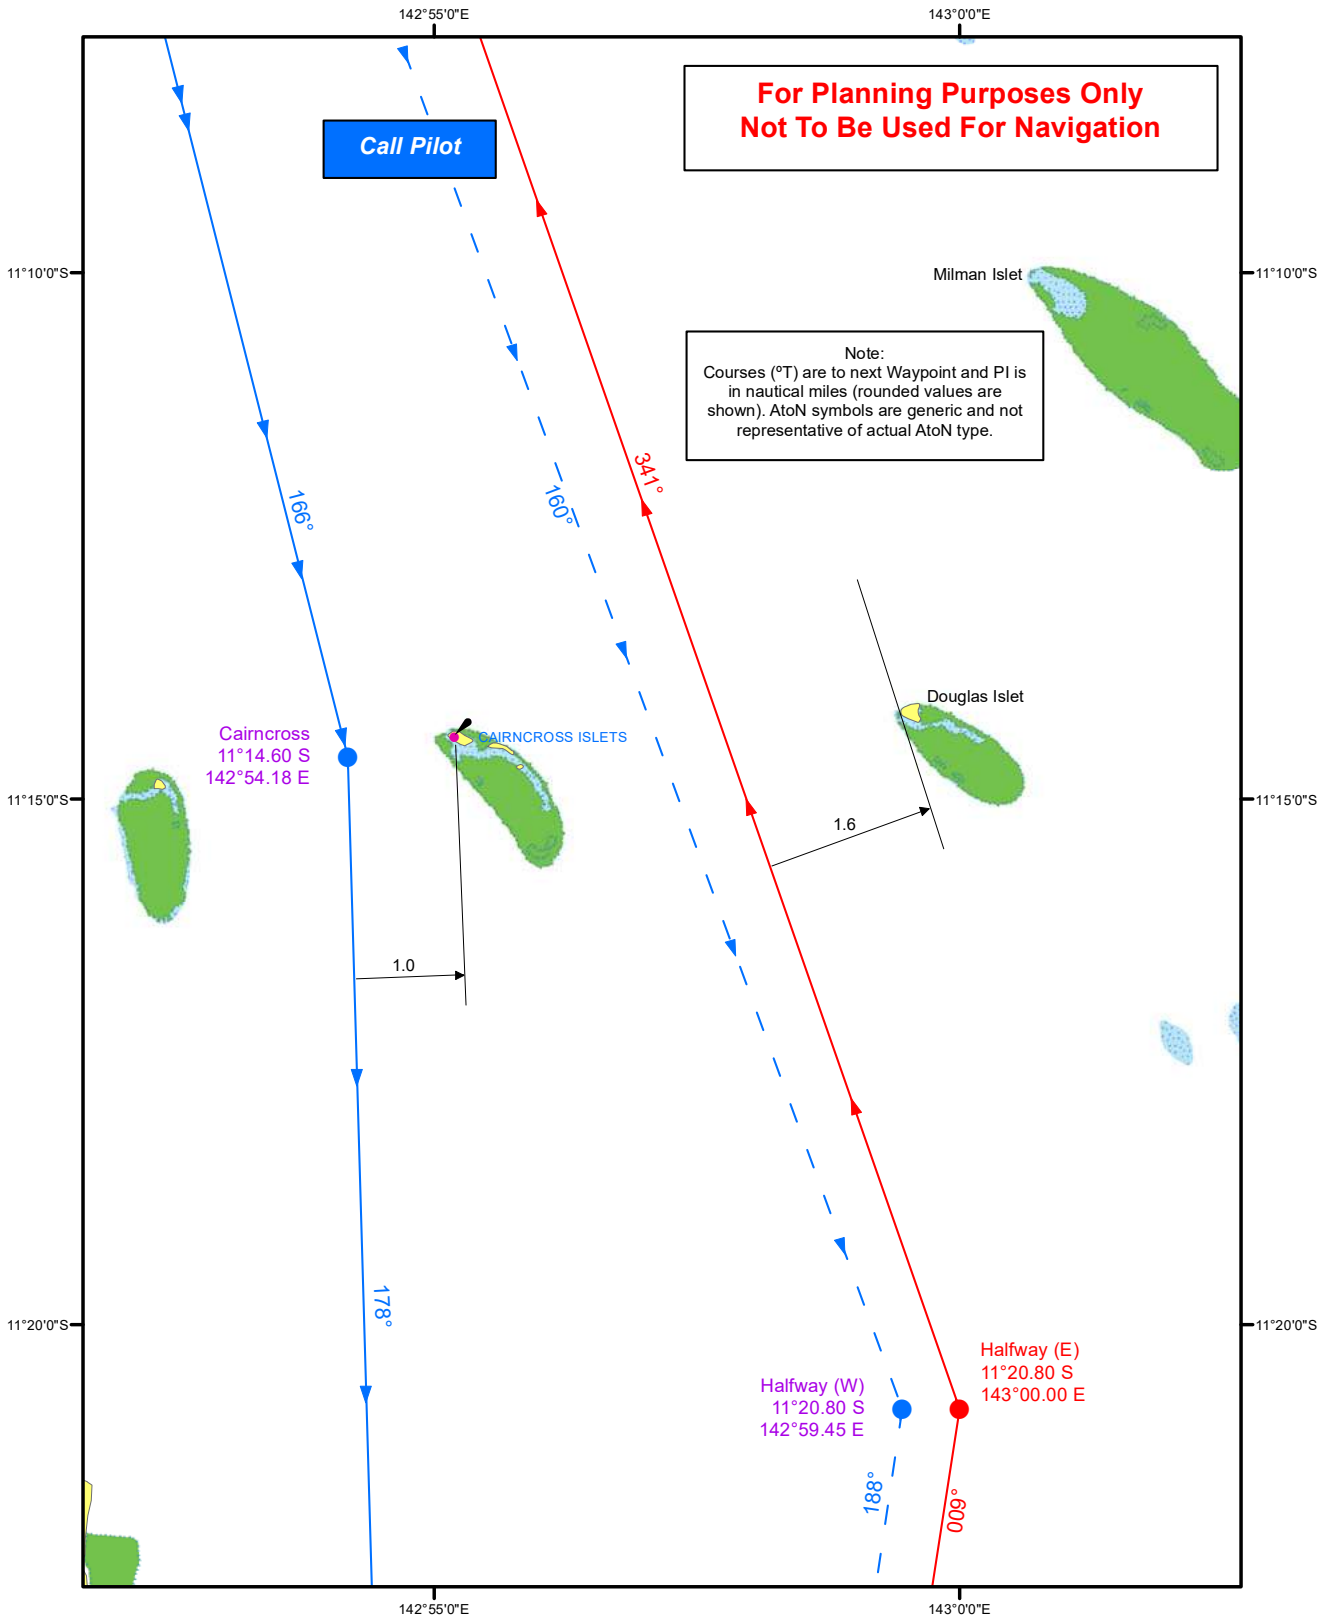 142°55'0"E
143°0'0"E
For Planning Purposes Only
Not To Be Used For Navigation
Call Pilot
11°10'0"S
11°10'0"S
Milman Islet
Note:
Courses (ºT) are to next Waypoint and PI is
in nautical miles (rounded values are
shown). AtoN symbols are generic and not
representative of actual AtoN type.
341°
166°
160°
Douglas Islet
Cairncross
11°14.60 S
142°54.18 E
CAIRNCROSS ISLETS
11°15'0"S
11°15'0"S
1.6
1.0
178°
11°20'0"S
11°20'0"S
Halfway (E)
11°20.80 S
143°00.00 E
Halfway (W)
11°20.80 S
142°59.45 E
188°
009°
142°55'0"E
143°0'0"E